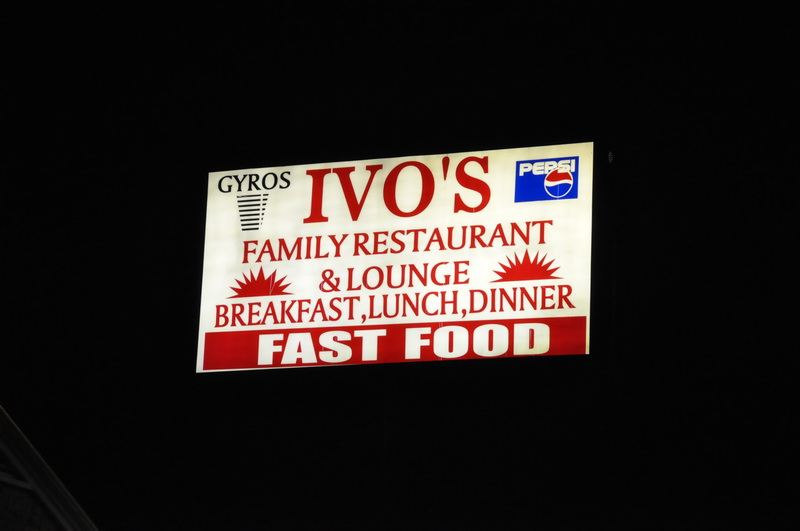 GYROS
IVO'S
PEPSI
FAMILY RESTAURANT
& LOUNGE
BREAKFAST, LUNCH, DINNER
FAST FOOD